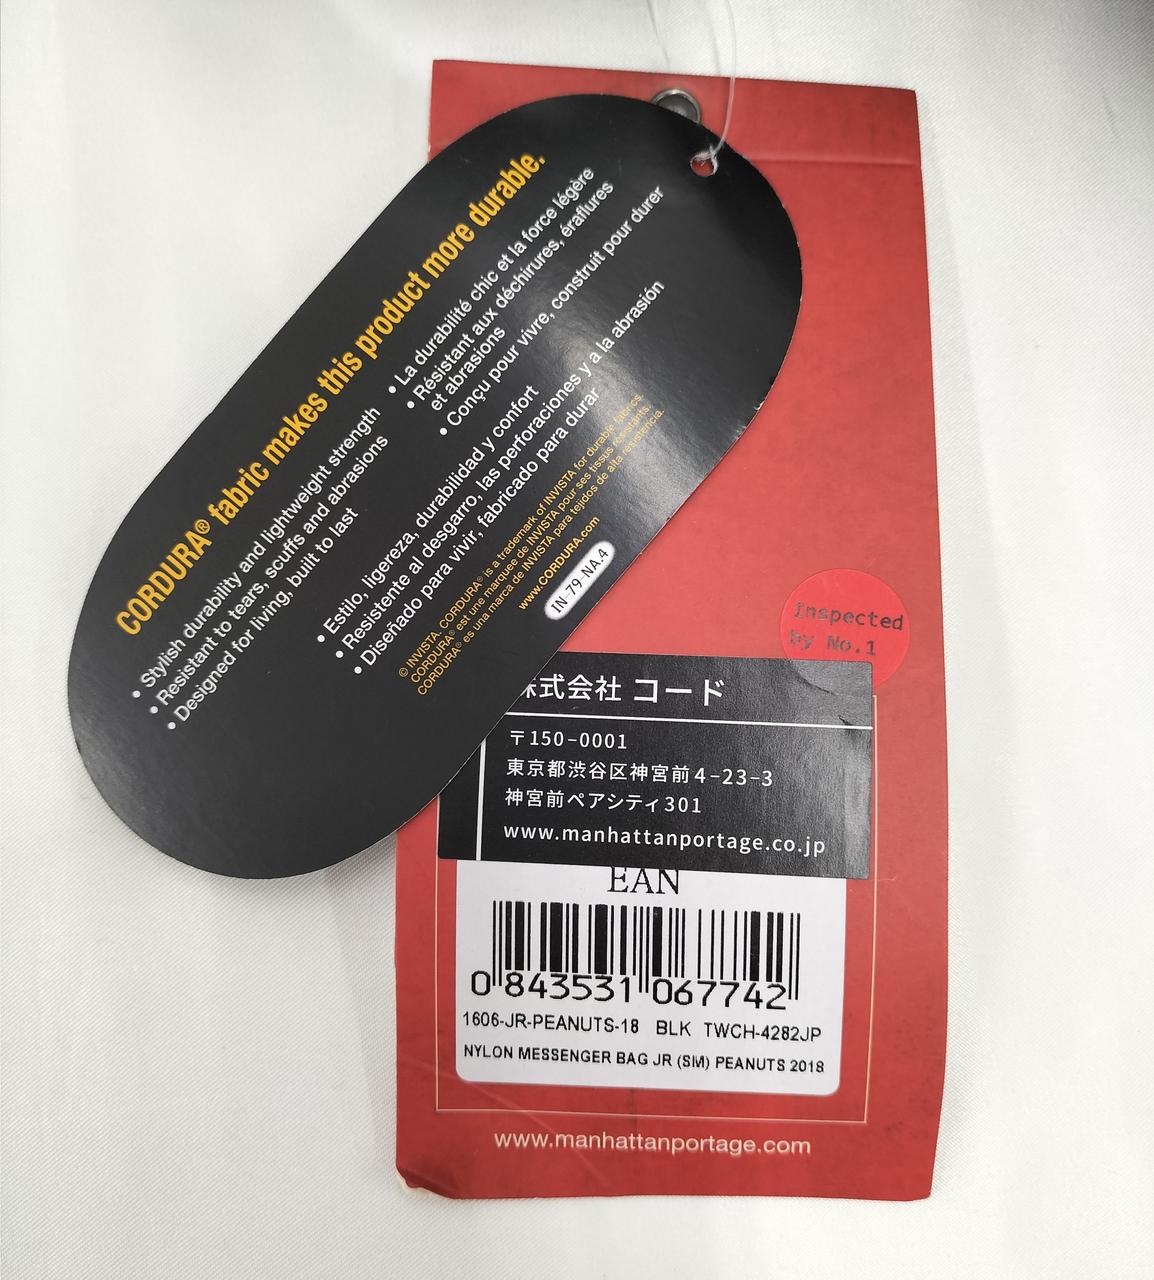 CORDURA® fabric makes this product more durable.
• Stylish durability and lightweight strength
• Resistant to tears, scuffs and abrasions
• Designed for living, built to last
• La durabilité chic et la force légère
• Résistant aux déchirures, éraflures
et abrasions
• Conçu pour vivre, construit pour durer
• Estilo, ligereza, durabilidad y confort
• Resistente al desgarro, las perforaciones y a la abrasión
• Diseñado para vivir, fabricado para durar
© INVISTA. CORDURA® is a trademark of INVISTA for durable fabrics.
CORDURA® est une marquee de INVISTA pour ses tissus résistants.
CORDURA® es una marca de INVISTA para tejidos de alta resistencia.
www.CORDURA.com
IN-79-NA.4
Inspected
by No.1
式会社 コード
〒150-0001
東京都渋谷区神宮前4-23-3
神宮前ペアシティ301
www.manhattanportage.co.jp
EAN
0 843531 067742
1606-JR-PEANUTS-18 BLK TWCH-4282JP
NYLON MESSENGER BAG JR (SM) PEANUTS 2018
www.manhattanportage.com